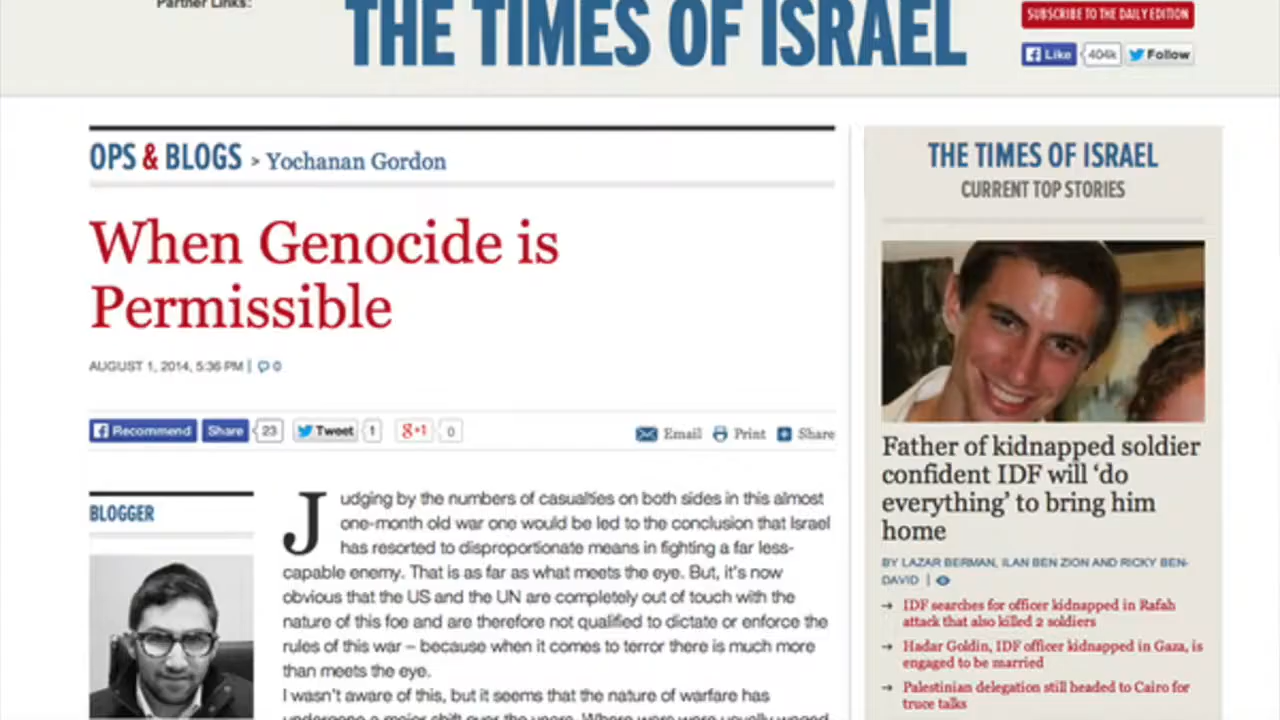 Partner Links:
THE TIMES OF ISRAEL
SUBSCRIBE TO THE DAILY EDITION
Like 404k Follow
OPS & BLOGS > Yochanan Gordon
When Genocide is
Permissible
AUGUST 1, 2014, 5:36 PM | 0
Recommend Share 23 Tweet 1 g+1 0 Email Print Share
BLOGGER
Judging by the numbers of casualties on both sides in this almost
one-month old war one would be led to the conclusion that Israel
has resorted to disproportionate means in fighting a far less-
capable enemy. That is as far as what meets the eye. But, it's now
obvious that the US and the UN are completely out of touch with the
nature of this foe and are therefore not qualified to dictate or enforce the
rules of this war – because when it comes to terror there is much more
than meets the eye.
I wasn't aware of this, but it seems that the nature of warfare has
undergone a major shift over the years. Where wars were usually waged
THE TIMES OF ISRAEL
CURRENT TOP STORIES
Father of kidnapped soldier
confident IDF will ‘do
everything’ to bring him
home
BY LAZAR BERMAN, ILAN BEN ZION AND RICKY BEN-
DAVID |
→ IDF searches for officer kidnapped in Rafah
attack that also killed 2 soldiers
→ Hadar Goldin, IDF officer kidnapped in Gaza, is
engaged to be married
→ Palestinian delegation still headed to Cairo for
truce talks